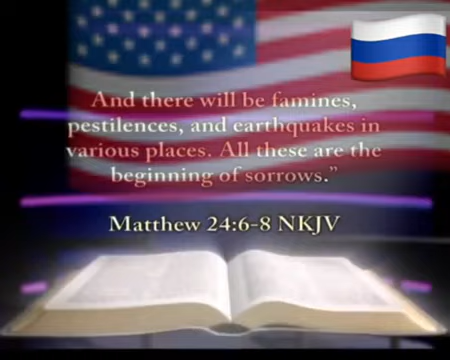 And there will be famines,
pestilences, and earthquakes in
various places. All these are the
beginning of sorrows.”
Matthew 24:6-8 NKJV